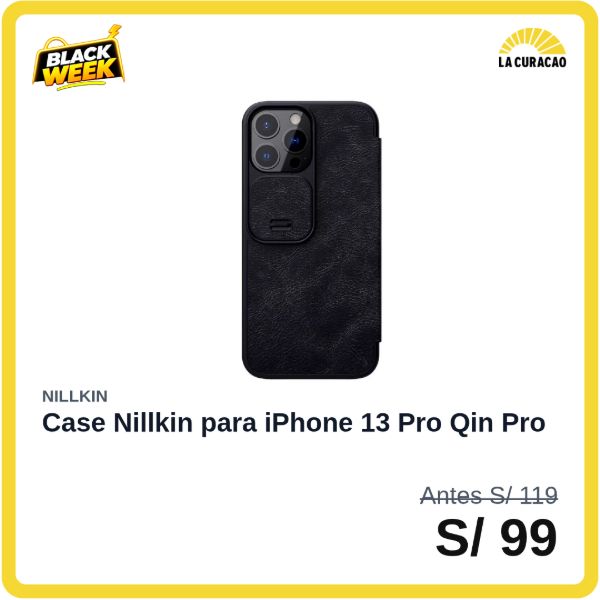 BLACK
WEEK
LA CURACAO
NILLKIN
Case Nillkin para iPhone 13 Pro Qin Pro
Antes S/ 119
S/ 99